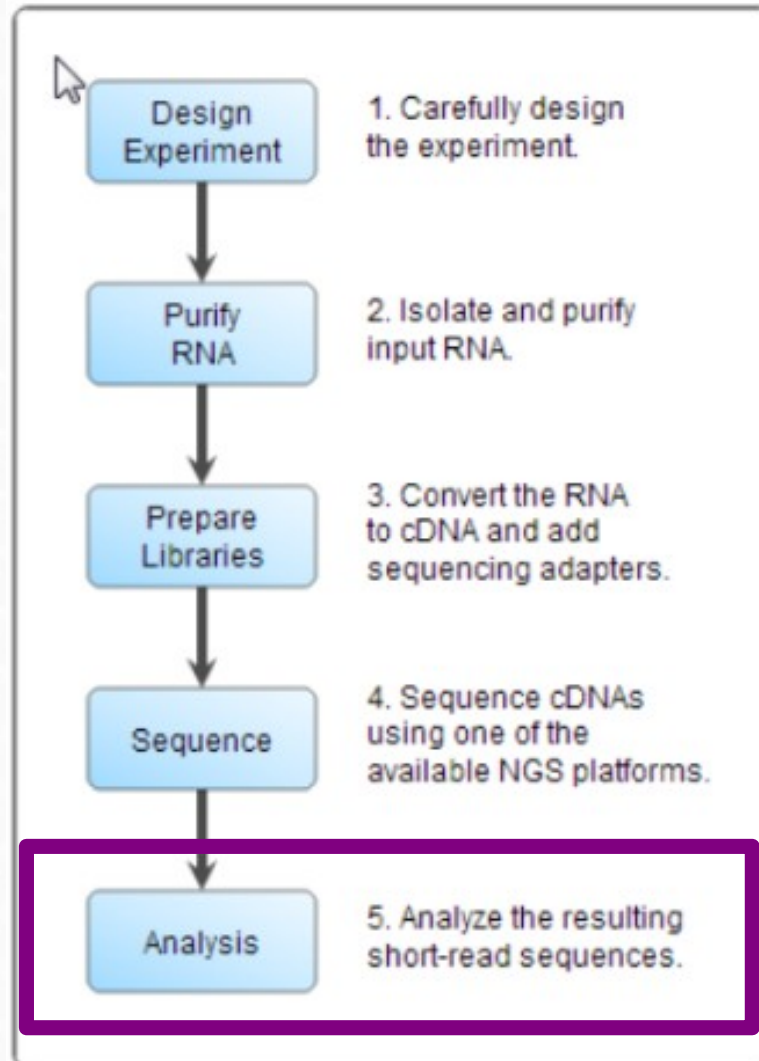 Design
Experiment
1. Carefully design
the experiment.
Purify
RNA
2. Isolate and purify
input RNA.
Prepare
Libraries
3. Convert the RNA
to cDNA and add
sequencing adapters.
Sequence
4. Sequence cDNAs
using one of the
available NGS platforms.
Analysis
5. Analyze the resulting
short-read sequences.